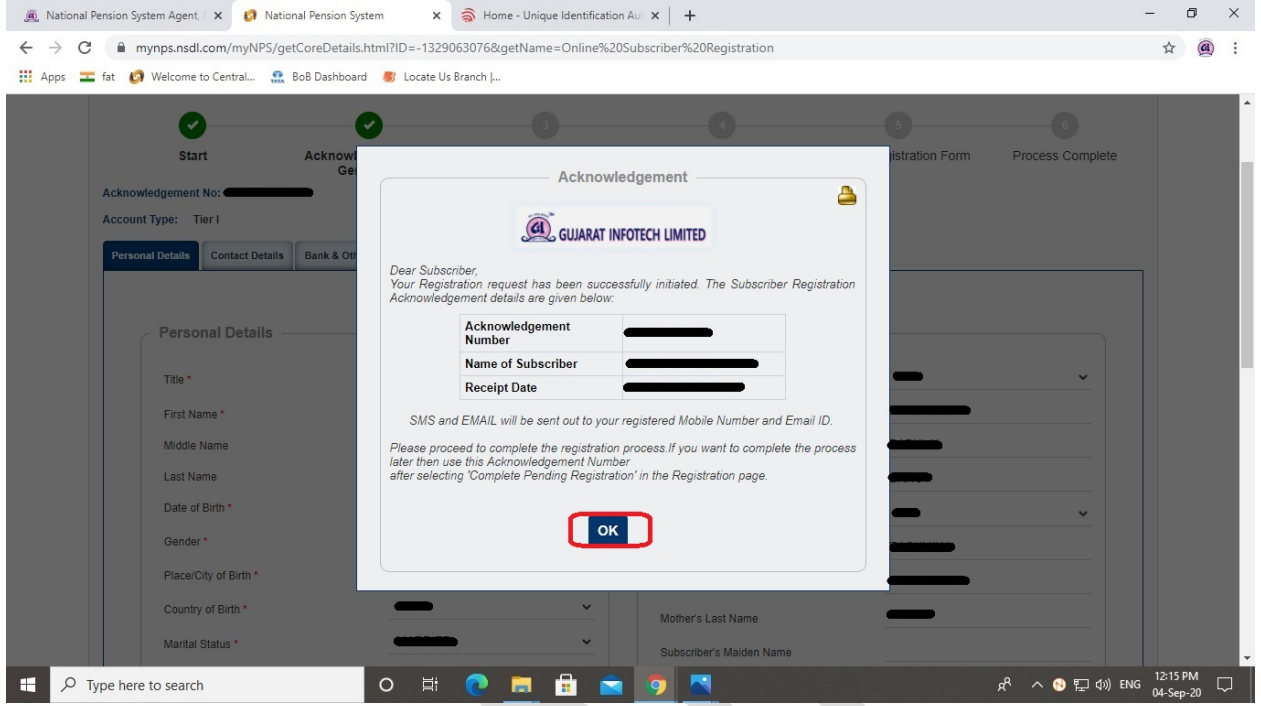 National Pension System Agent, |
National Pension System
Home - Unique Identification Au
mynps.nsdl.com/myNPS/getCoreDetails.html?ID=-1329063076&getName=Online%20Subscriber%20Registration
Apps
fat
Welcome to Central...
BoB Dashboard
Locate Us
Branch |...
3
4
5
6
Start
Process Complete
Acknowledgement No:
Account Type: Tier I
Personal Details
Contact Details
Acknowledgement
GUJARAT INFOTECH LIMITED
Dear Subscriber,
Your Registration request has been successfully initiated. The Subscriber Registration
Acknowledgement details are given below:
Acknowledgement
Number
Name of Subscriber
Receipt Date
SMS and EMAIL will be sent out to your registered Mobile Number and Email ID.
Please proceed to complete the registration process.If you want to complete the process
later then use this Acknowledgement Number
after selecting 'Complete Pending Registration' in the Registration page.
OK
Personal Details
Title *
First Name *
Middle Name
Last Name
Date of Birth *
Gender *
Place/City of Birth *
Country of Birth *
Marital Status *
Mother's Last Name
Subscriber's Maiden Name
Type here to search
ENG
12:15 PM
04-Sep-20